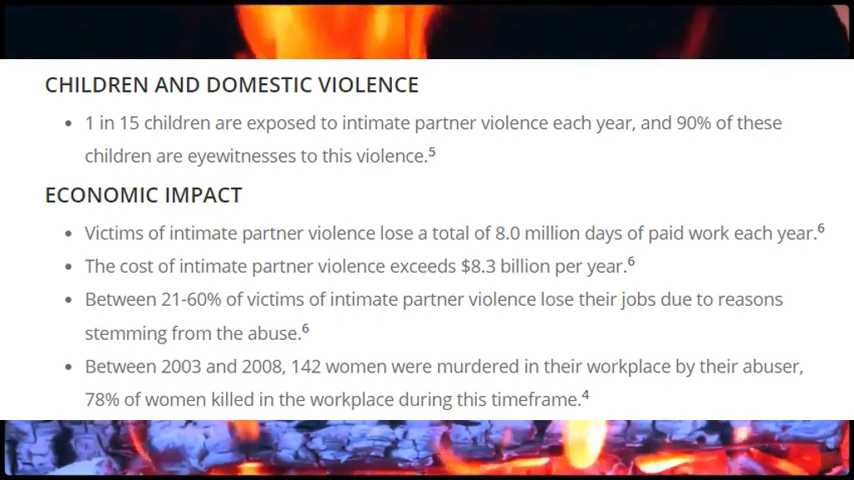 CHILDREN AND DOMESTIC VIOLENCE
• 1 in 15 children are exposed to intimate partner violence each year, and 90% of these
children are eyewitnesses to this violence.⁵
ECONOMIC IMPACT
• Victims of intimate partner violence lose a total of 8.0 million days of paid work each year.⁶
• The cost of intimate partner violence exceeds $8.3 billion per year.⁶
• Between 21-60% of victims of intimate partner violence lose their jobs due to reasons
stemming from the abuse.⁶
• Between 2003 and 2008, 142 women were murdered in their workplace by their abuser,
78% of women killed in the workplace during this timeframe.⁴